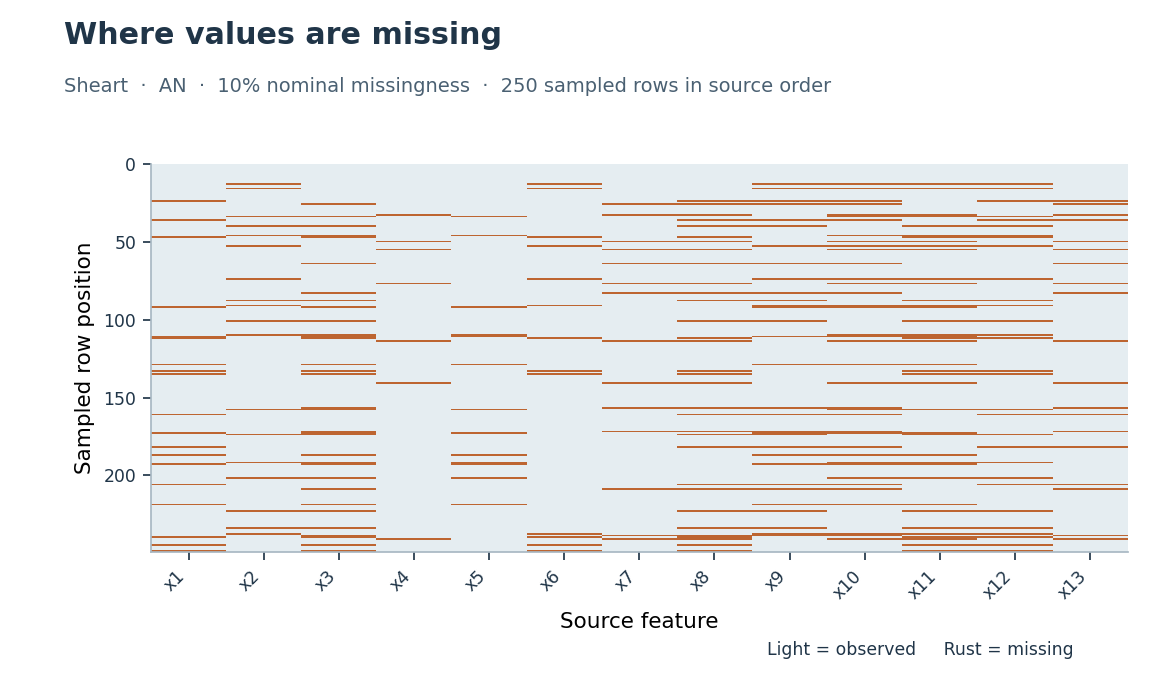 Where values are missing
Sheart · AN · 10% nominal missingness · 250 sampled rows in source order
0
50
100
150
200
Sampled row position
x1 x2 x3 x4 x5 x6 x7 x8 x9 x10 x11 x12 x13
Source feature
Light = observed Rust = missing